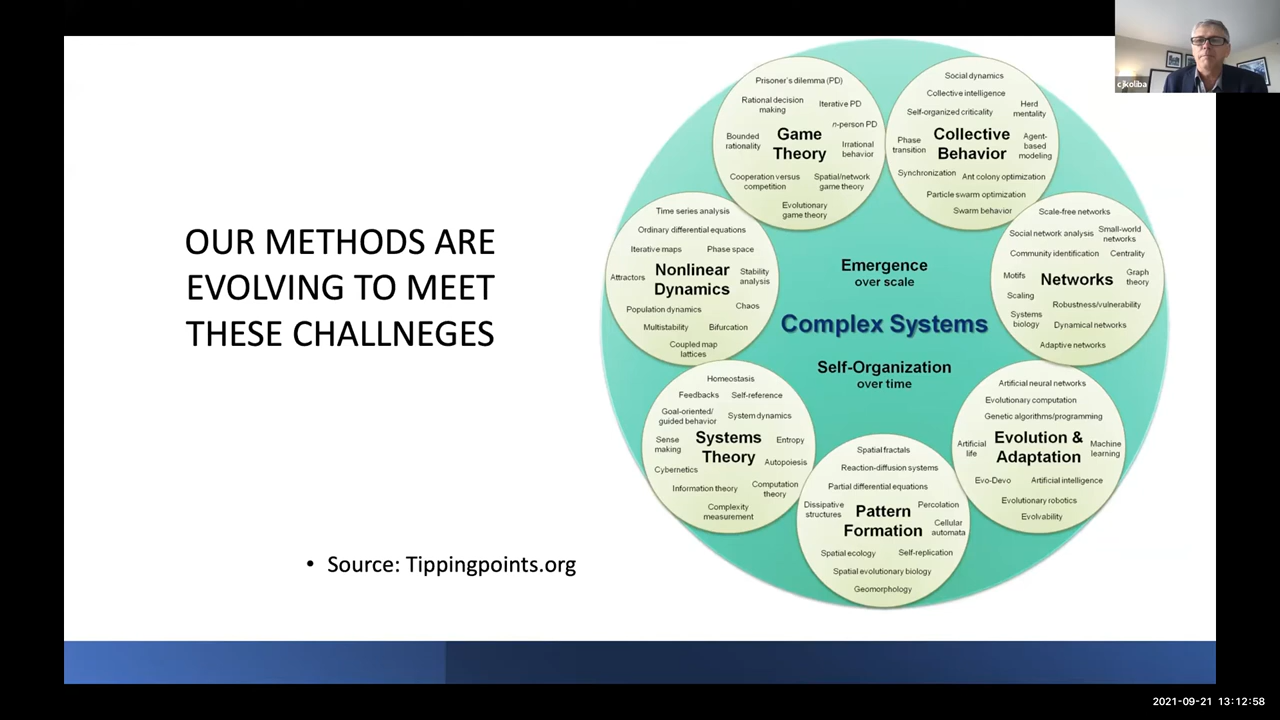 OUR METHODS ARE
EVOLVING TO MEET
THESE CHALLNEGES
• Source: Tippingpoints.org
Prisoner's dilemma (PD)
Rational decision
making
Iterative PD
n-person PD
Bounded
rationality
Game
Theory
Irrational
behavior
Cooperation versus
competition
Spatial/network
game theory
Evolutionary
game theory
Social dynamics
Collective intelligence
Self-organized criticality
Herd
mentality
Phase
transition
Collective
Behavior
Agent-
based
modeling
Synchronization
Ant colony optimization
Particle swarm optimization
Swarm behavior
Time series analysis
Ordinary differential equations
Iterative maps
Phase space
Attractors
Nonlinear
Dynamics
Stability
analysis
Population dynamics
Chaos
Multistability
Bifurcation
Coupled map
lattices
Emergence
over scale
Complex Systems
Self-Organization
over time
Scale-free networks
Social network analysis
Small-world
networks
Community identification
Centrality
Motifs
Networks
Graph
theory
Scaling
Robustness/vulnerability
Systems
biology
Dynamical networks
Adaptive networks
Homeostasis
Feedbacks
Self-reference
Goal-oriented/
guided behavior
System dynamics
Sense
making
Systems
Theory
Entropy
Cybernetics
Autopoiesis
Information theory
Computation
theory
Complexity
measurement
Artificial neural networks
Evolutionary computation
Genetic algorithms/programming
Artificial
life
Evolution &
Adaptation
Machine
learning
Evo-Devo
Artificial intelligence
Evolutionary robotics
Evolvability
Spatial fractals
Reaction-diffusion systems
Partial differential equations
Dissipative
structures
Pattern
Formation
Percolation
Cellular
automata
Spatial ecology
Self-replication
Spatial evolutionary biology
Geomorphology
cjkoliba
2021-09-21 13:12:58